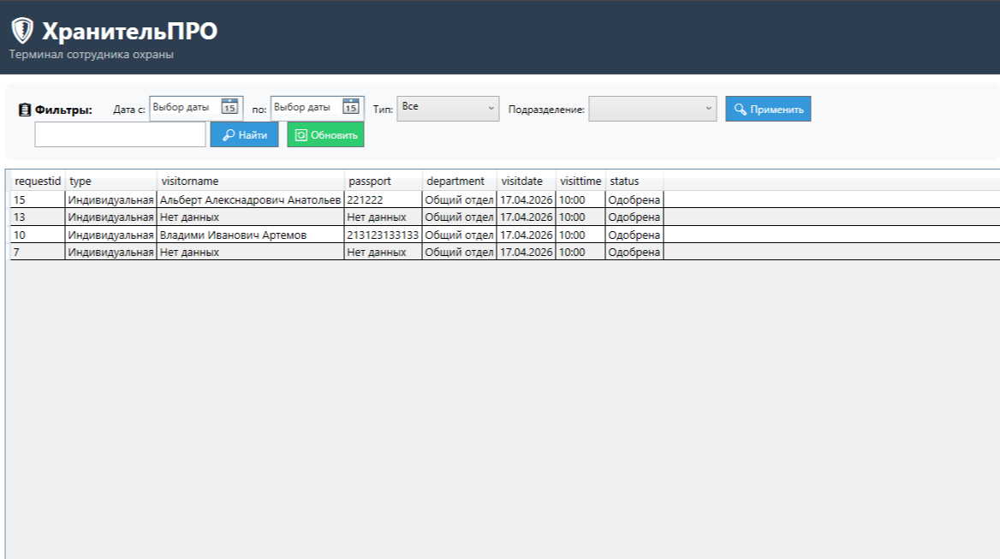 ХранительПРО
Терминал сотрудника охраны
Фильтры: Дата с: Выбор даты 15 по: Выбор даты 15 Тип: Все Подразделение: Применить
Найти Обновить
requestid type visitorname passport department visitdate visittime status
15 Индивидуальная Альберт Алекснадрович Анатольев 221222 Общий отдел 17.04.2026 10:00 Одобрена
13 Индивидуальная Нет данных Нет данных Общий отдел 17.04.2026 10:00 Одобрена
10 Индивидуальная Владими Иванович Артемов 213123133133 Общий отдел 17.04.2026 10:00 Одобрена
7 Индивидуальная Нет данных Нет данных Общий отдел 17.04.2026 10:00 Одобрена